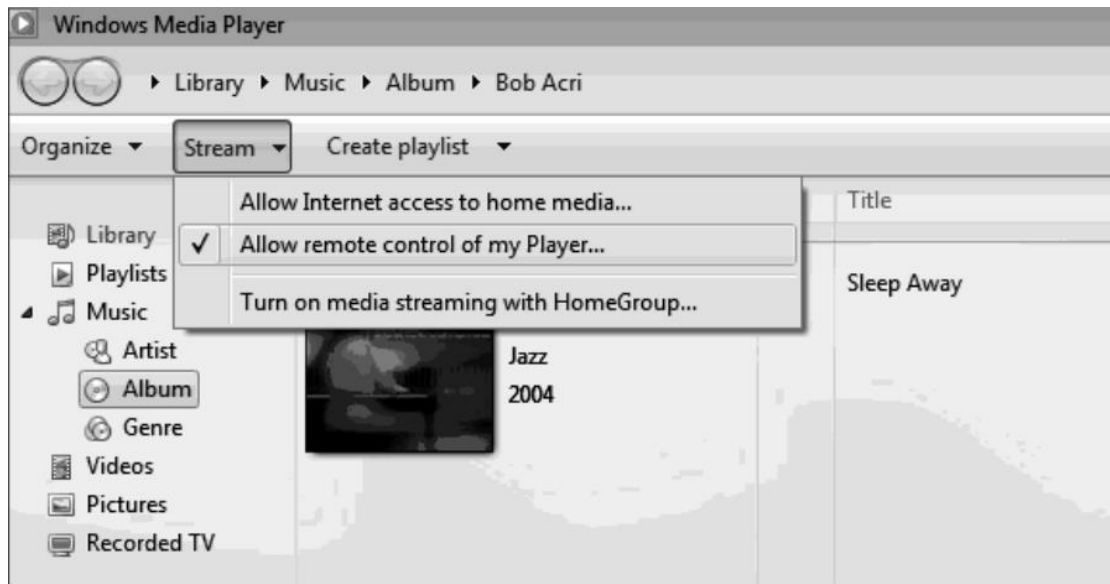 Windows Media Player
Library ▸ Music ▸ Album ▸ Bob Acri
Organize Stream Create playlist
Allow Internet access to home media...
Allow remote control of my Player...
Turn on media streaming with HomeGroup...
Title
Library
Playlists
Music
Artist
Album
Genre
Videos
Pictures
Recorded TV
Jazz
2004
Sleep Away